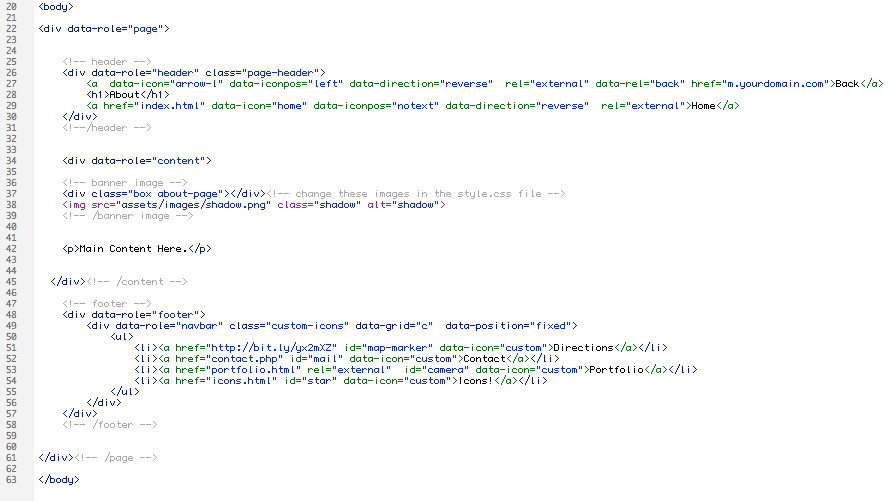 20 <body>
21
22 <div data-role="page">
23
24
25 <!-- header -->
26 <div data-role="header" class="page-header">
27 <a  data-icon="arrow-l" data-iconpos="left" data-direction="reverse"  rel="external" data-rel="back" href="m.yourdomain.com">Back</a>
28 <h1>About</h1>
29 <a href="index.html" data-icon="home" data-iconpos="notext" data-direction="reverse"  rel="external">Home</a>
30 </div>
31 <!--/header -->
32
33
34 <div data-role="content">
35
36 <!-- banner image -->
37 <div class="box about-page"></div><!-- change these images in the style.css file -->
38 <img src="assets/images/shadow.png" class="shadow" alt="shadow">
39 <!-- /banner image -->
40
41
42 <p>Main Content Here.</p>
43
44
45 </div><!-- /content -->
46
47 <!-- footer -->
48 <div data-role="footer">
49 <div data-role="navbar" class="custom-icons" data-grid="c"  data-position="fixed">
50 <ul>
51 <li><a href="http://bit.ly/yx2mXZ" id="map-marker" data-icon="custom">Directions</a></li>
52 <li><a href="contact.php" id="mail" data-icon="custom">Contact</a></li>
53 <li><a href="portfolio.html" rel="external"  id="camera" data-icon="custom">Portfolio</a></li>
54 <li><a href="icons.html" id="star" data-icon="custom">Icons!</a></li>
55 </ul>
56 </div>
57 </div>
58 <!-- /footer -->
59
60
61 </div><!-- /page -->
62
63 </body>